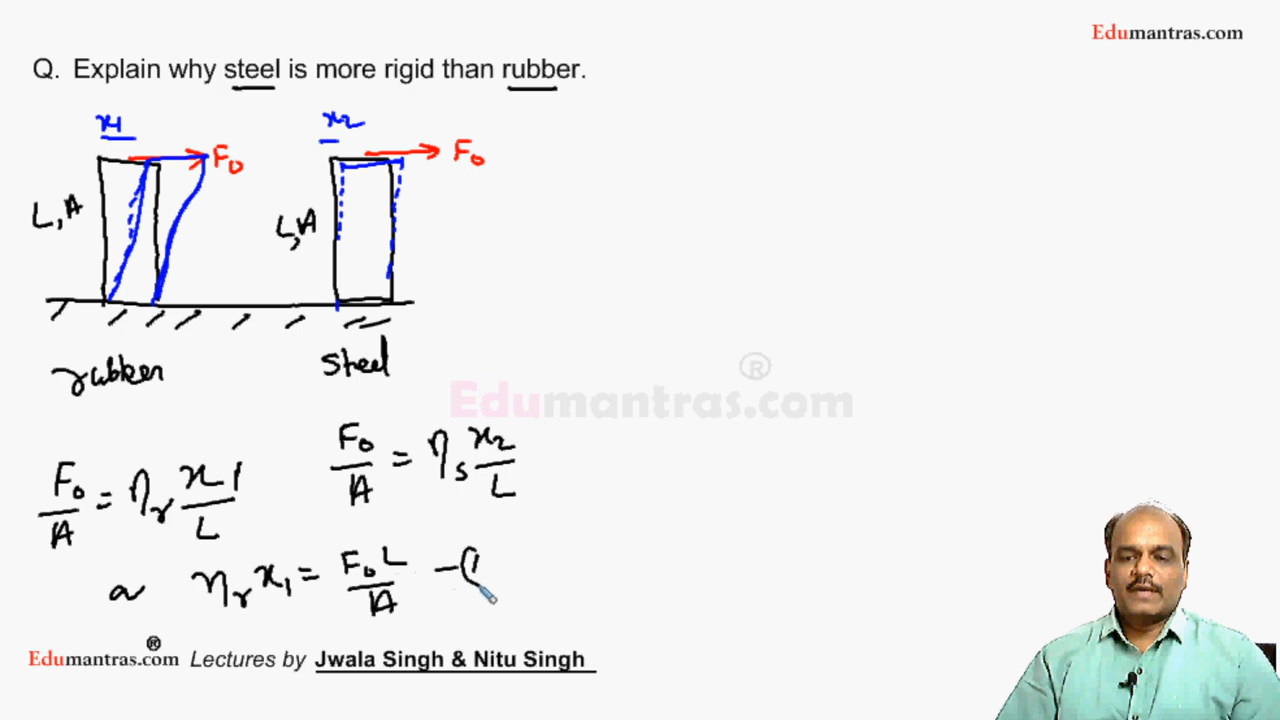 Edumantras.com
Q. Explain why steel is more rigid than rubber.
x1 x2
F₀ F₀
L, A L, A
rubber steel
®
Edumantras.com
F₀/A = ηr x1/L F₀/A = ηs x2/L
ηr x₁ = F₀L/A –(1
Edumantras.com® Lectures by Jwala Singh & Nitu Singh